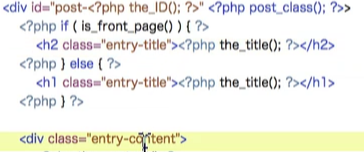 <div id="post-<?php the_ID(); ?>" <?php post_class(); ?>>
<?php if ( is_front_page() ) { ?>
<h2 class="entry-title"><?php the_title(); ?></h2>
<?php } else { ?>
<h1 class="entry-title"><?php the_title(); ?></h1>
<?php } ?>
<div class="entry-content">